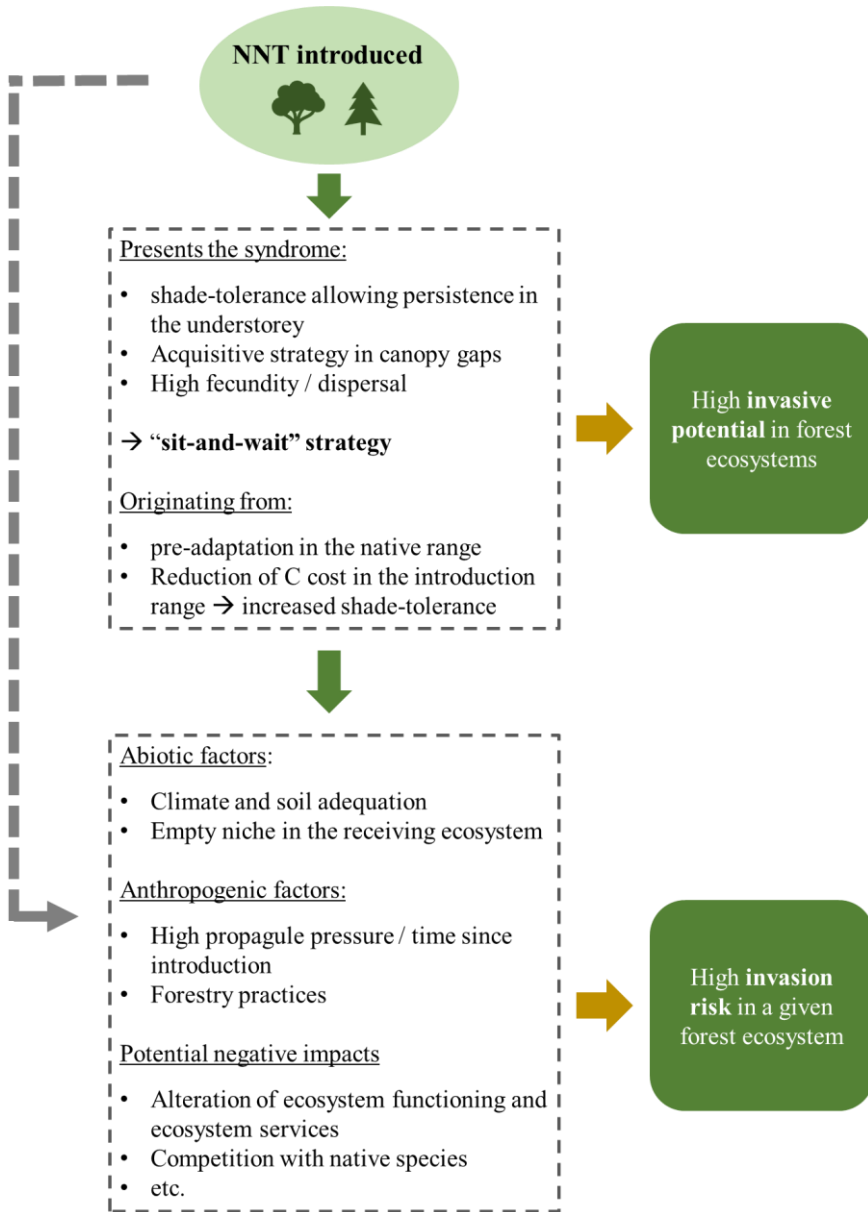 NNT introduced
Presents the syndrome:
• shade-tolerance allowing persistence in
the understorey
• Acquisitive strategy in canopy gaps
• High fecundity / dispersal
→ “sit-and-wait” strategy
Originating from:
• pre-adaptation in the native range
• Reduction of C cost in the introduction
range → increased shade-tolerance
High invasive
potential in forest
ecosystems
Abiotic factors:
• Climate and soil adequation
• Empty niche in the receiving ecosystem
Anthropogenic factors:
• High propagule pressure / time since
introduction
• Forestry practices
Potential negative impacts
• Alteration of ecosystem functioning and
ecosystem services
• Competition with native species
• etc.
High invasion
risk in a given
forest ecosystem